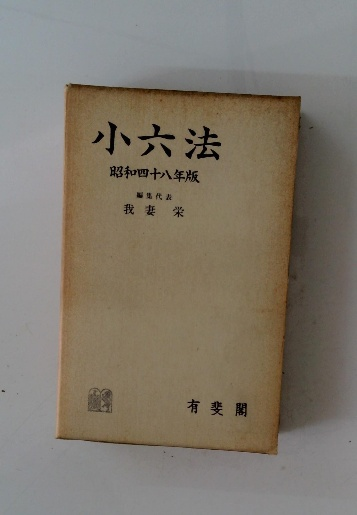 小六法
昭和四十八年版
編集代表
我妻 栄
有斐閣